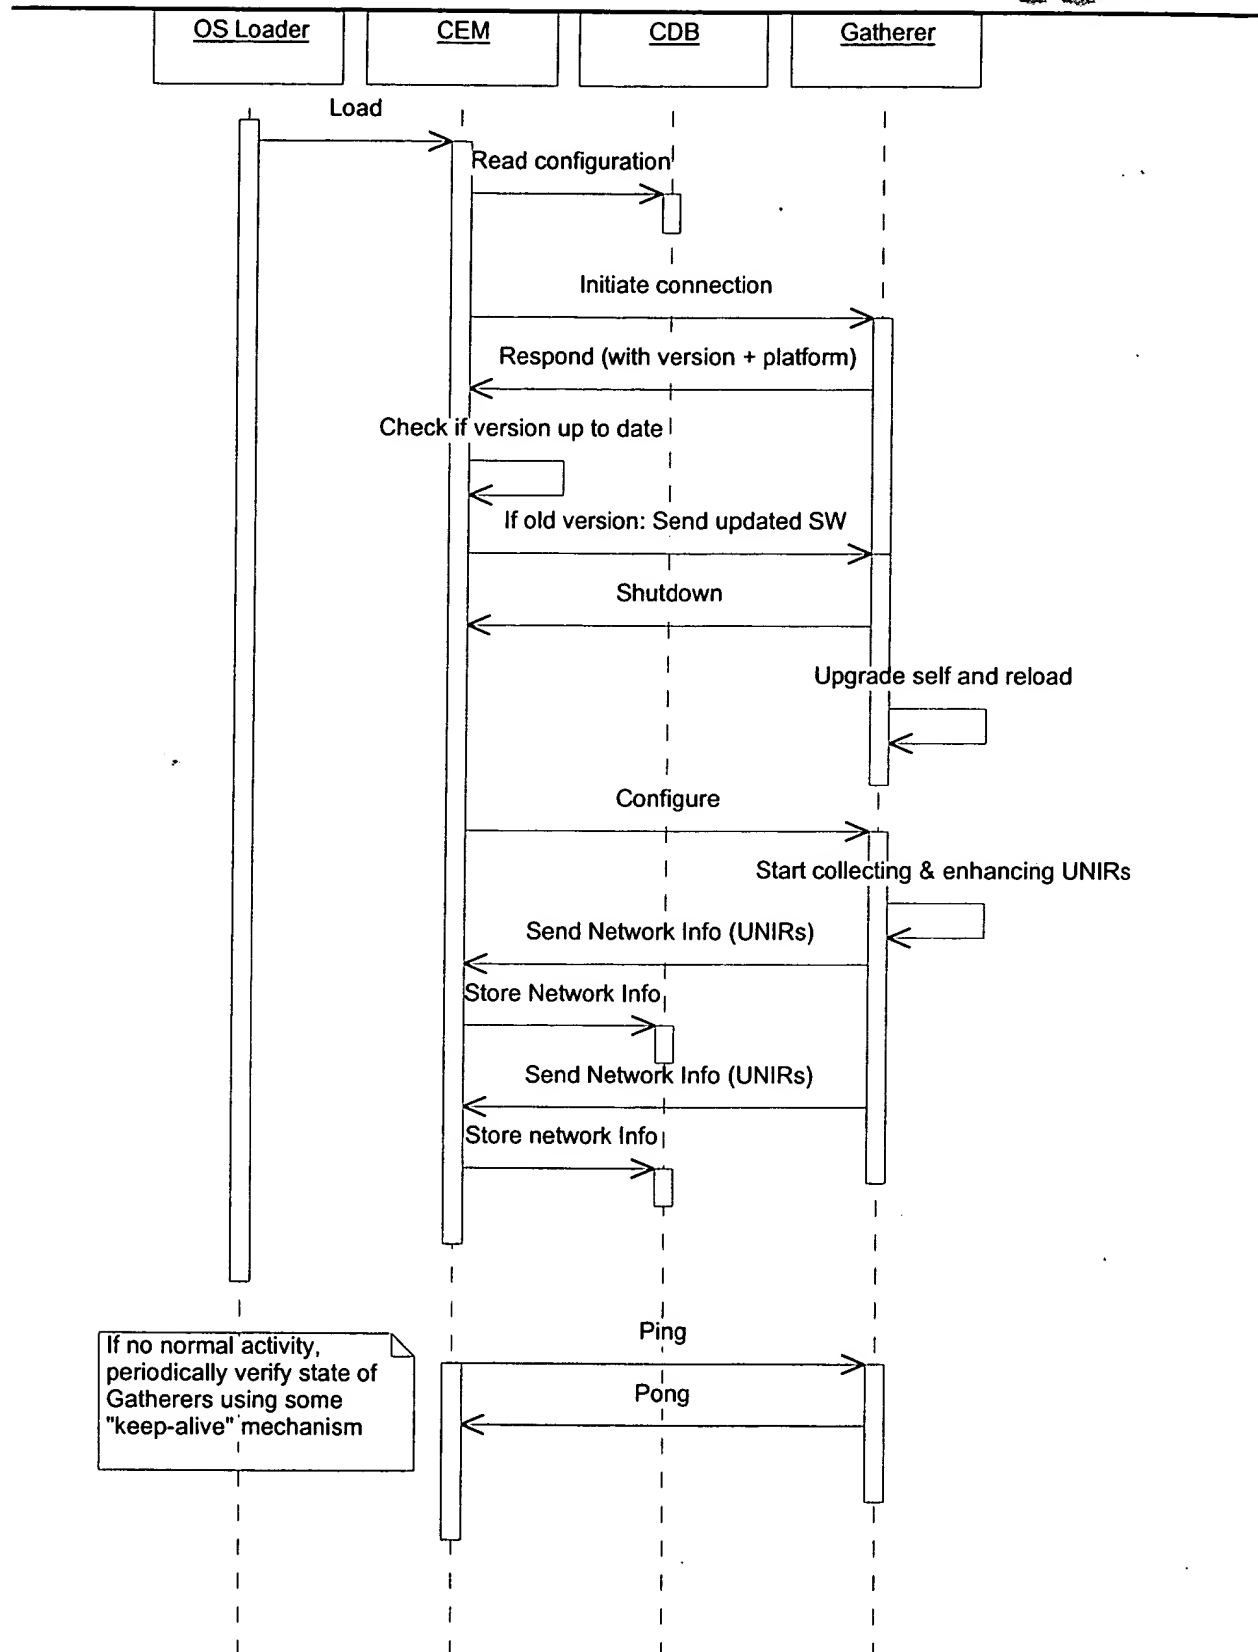 OS Loader
CEM
CDB
Gatherer
Load
Read configuration
Initiate connection
Respond (with version + platform)
Check if version up to date
If old version: Send updated SW
Shutdown
Upgrade self and reload
Configure
Start collecting & enhancing UNIRs
Send Network Info (UNIRs)
Store Network Info
Send Network Info (UNIRs)
Store network Info
Ping
If no normal activity,
periodically verify state of
Gatherers using some
"keep-alive" mechanism
Pong